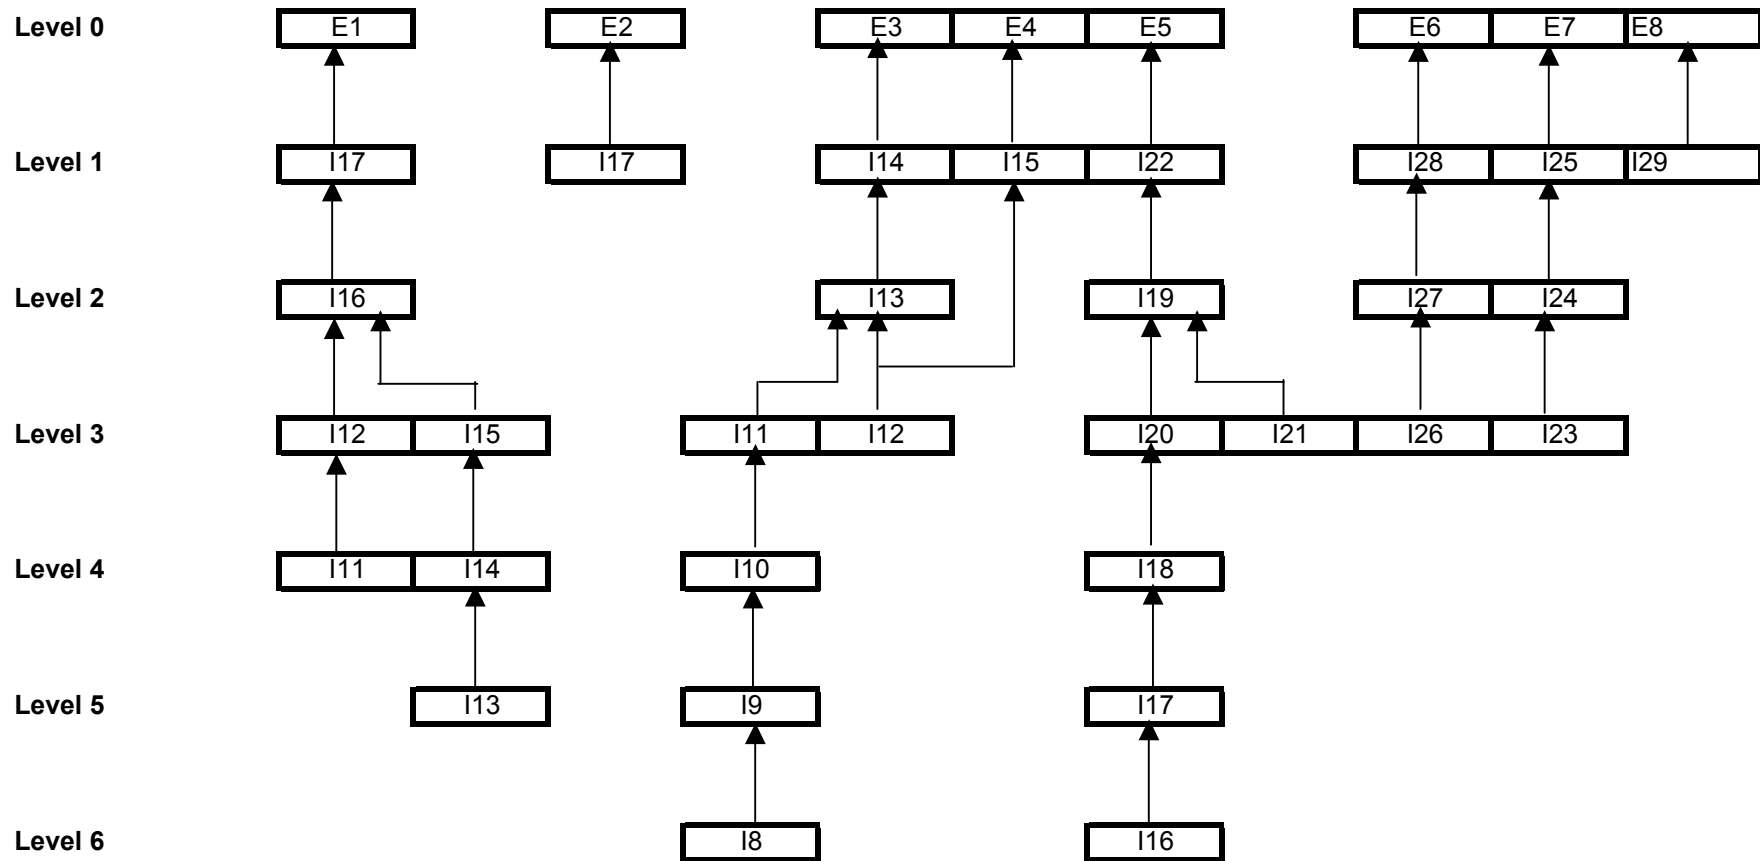 Level 0 E1 E2 E3 E4 E5 E6 E7 E8
Level 1 I17 I17 I14 I15 I22 I28 I25 I29
Level 2 I16 I13 I19 I27 I24
Level 3 I12 I15 I11 I12 I20 I21 I26 I23
Level 4 I11 I14 I10 I18
Level 5 I13 I9 I17
Level 6 I8 I16